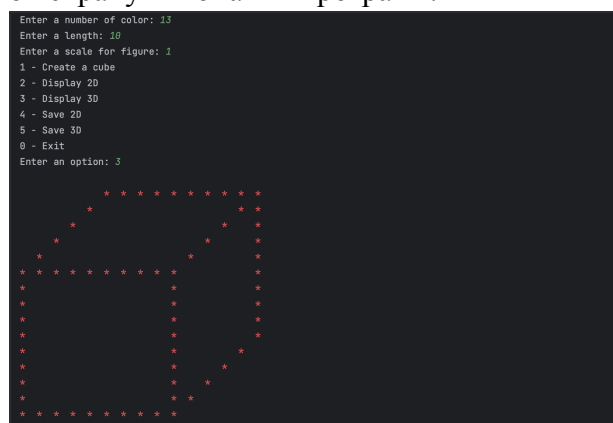 Enter a number of color: 13
Enter a length: 10
Enter a scale for figure: 1
1 - Create a cube
2 - Display 2D
3 - Display 3D
4 - Save 2D
5 - Save 3D
0 - Exit
Enter an option: 3
          * * * * * * * * * *
        *                 * *
      *                 *   *
    *                 *     *
  *                 *       *
* * * * * * * * * *         *
*                 *         *
*                 *         *
*                 *         *
*                 *         *
*                 *       *
*                 *     *
*                 *   *
*                 * *
* * * * * * * * * *